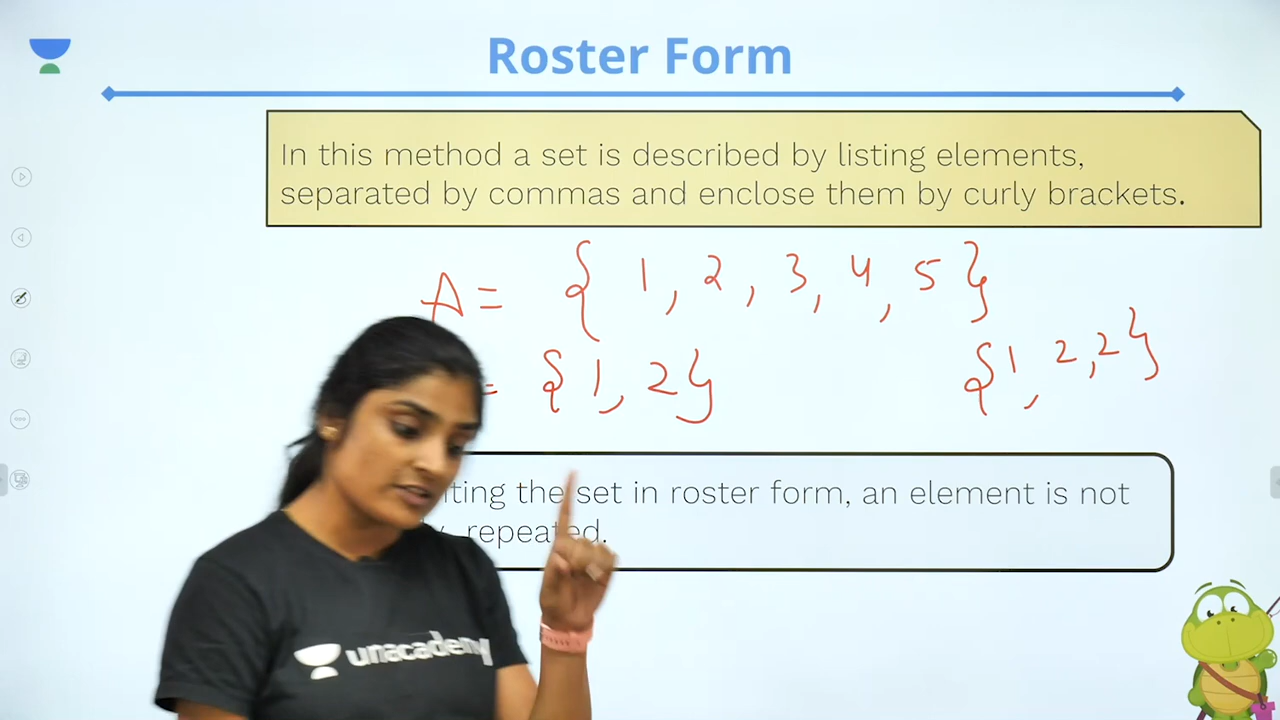 Roster Form
In this method a set is described by listing elements,
separated by commas and enclose them by curly brackets.
A = { 1, 2, 3, 4, 5 }
= { 1, 2 }
{ 1, 2, 2 }
the set in roster form, an element is not
repeated.
unacademy